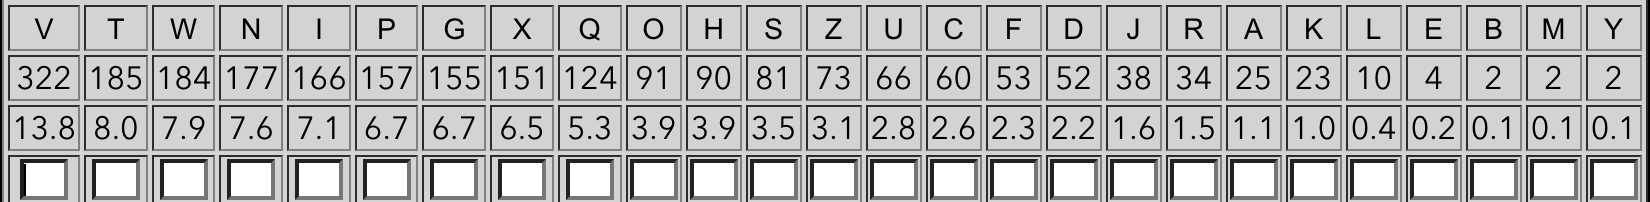 V T W N I P G X Q O H S Z U C F D J R A K L E B M Y
322 185 184 177 166 157 155 151 124 91 90 81 73 66 60 53 52 38 34 25 23 10 4 2 2 2
13.8 8.0 7.9 7.6 7.1 6.7 6.7 6.5 5.3 3.9 3.9 3.5 3.1 2.8 2.6 2.3 2.2 1.6 1.5 1.1 1.0 0.4 0.2 0.1 0.1 0.1